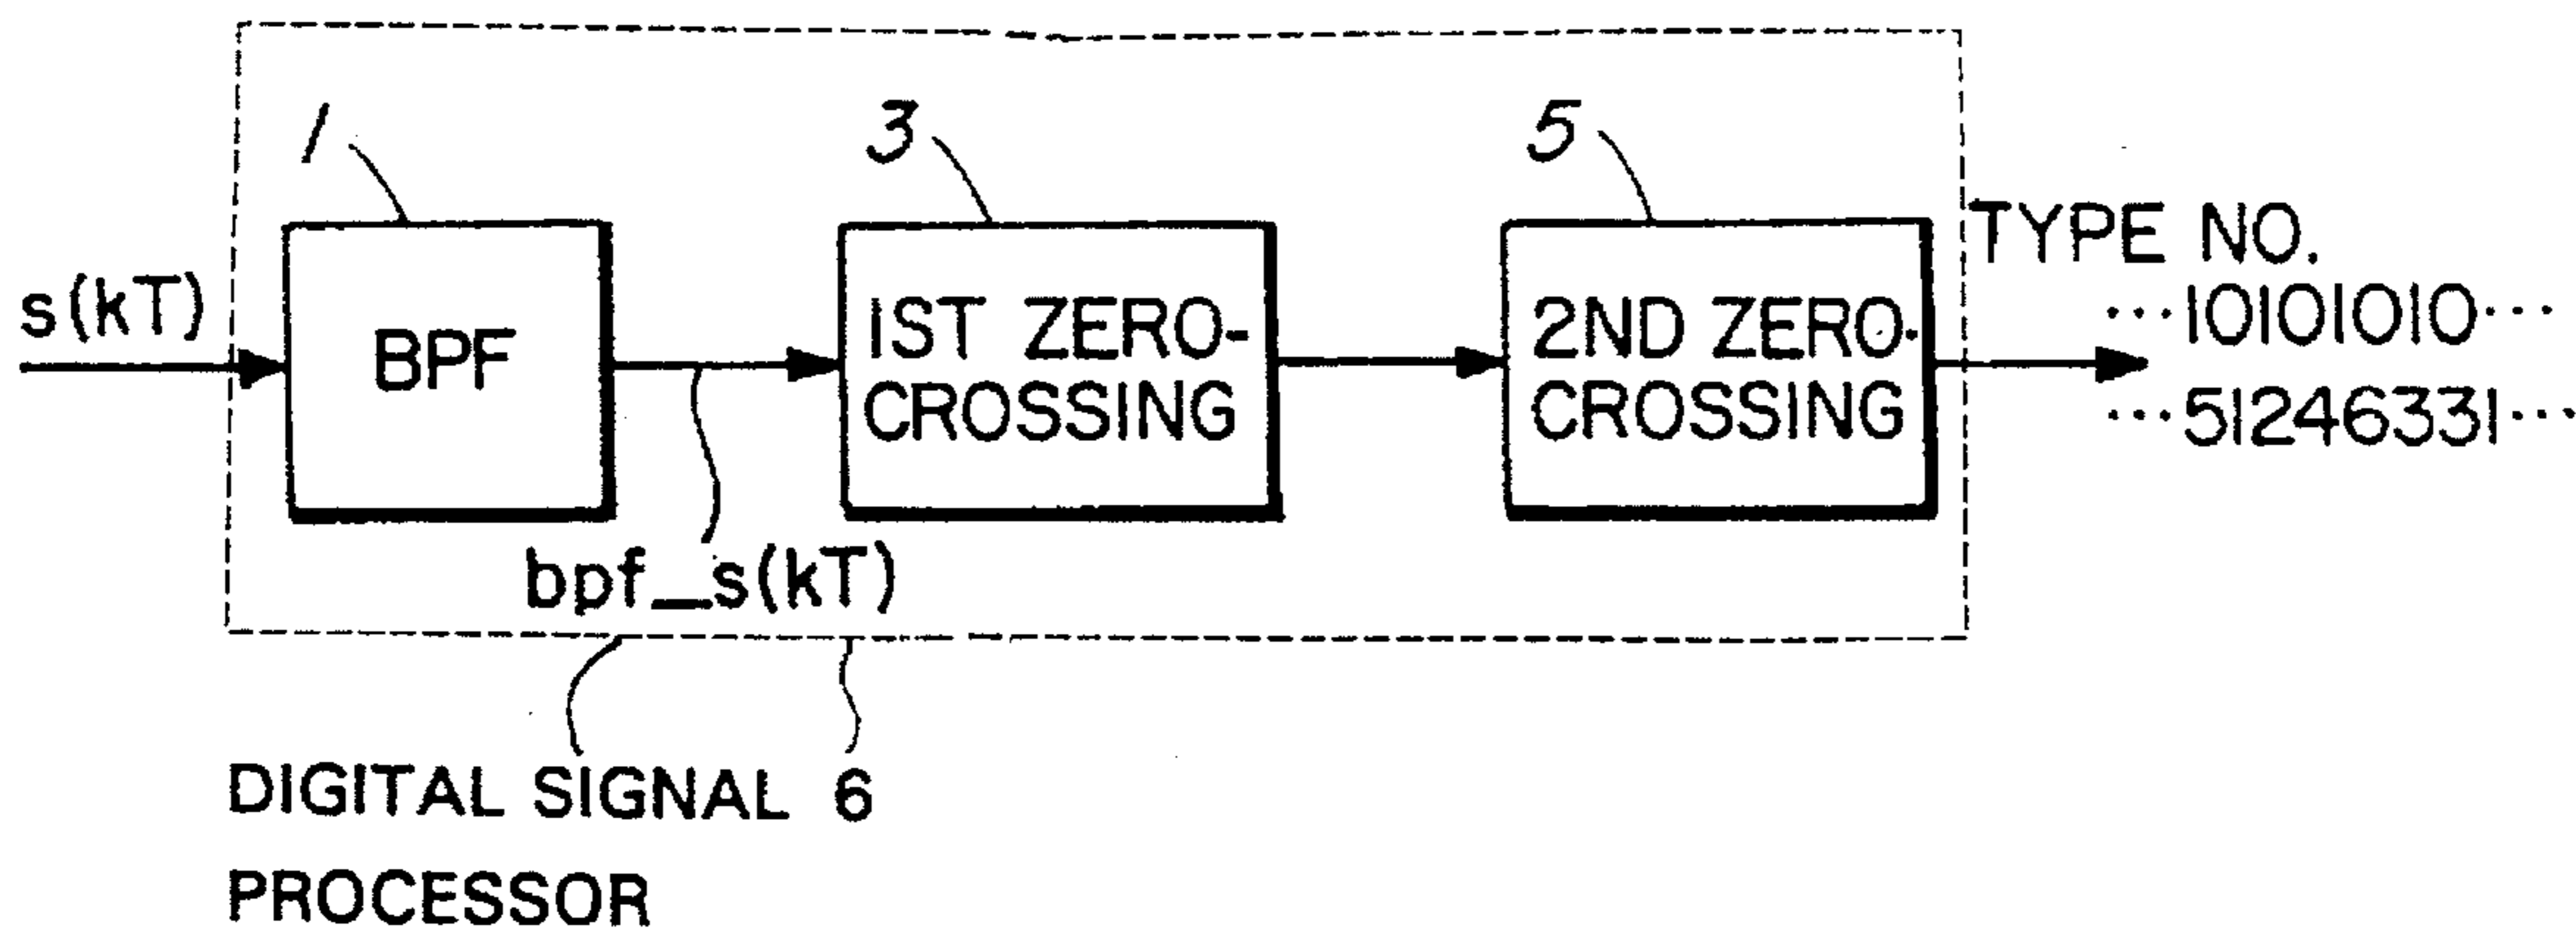 1
3
5
TYPE NO.
s(kT)
BPF
1ST ZERO-
CROSSING
2ND ZERO-
CROSSING
···10101010···
···51246331···
bpf_s(kT)
DIGITAL SIGNAL 6
PROCESSOR